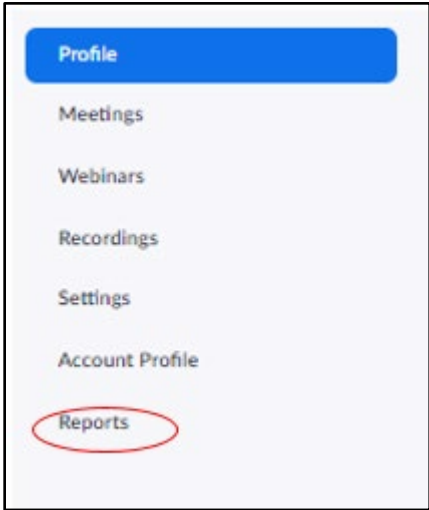 Profile
Meetings
Webinars
Recordings
Settings
Account Profile
Reports